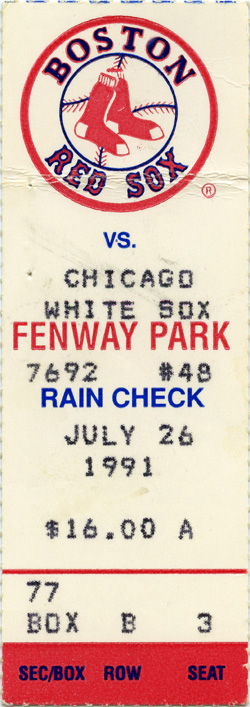 BOSTON
RED SOX
®
VS.
CHICAGO
WHITE SOX
FENWAY PARK
7692 #48
RAIN CHECK
JULY 26
1991
$16.00 A
77
BOX B 3
SEC/BOX ROW SEAT